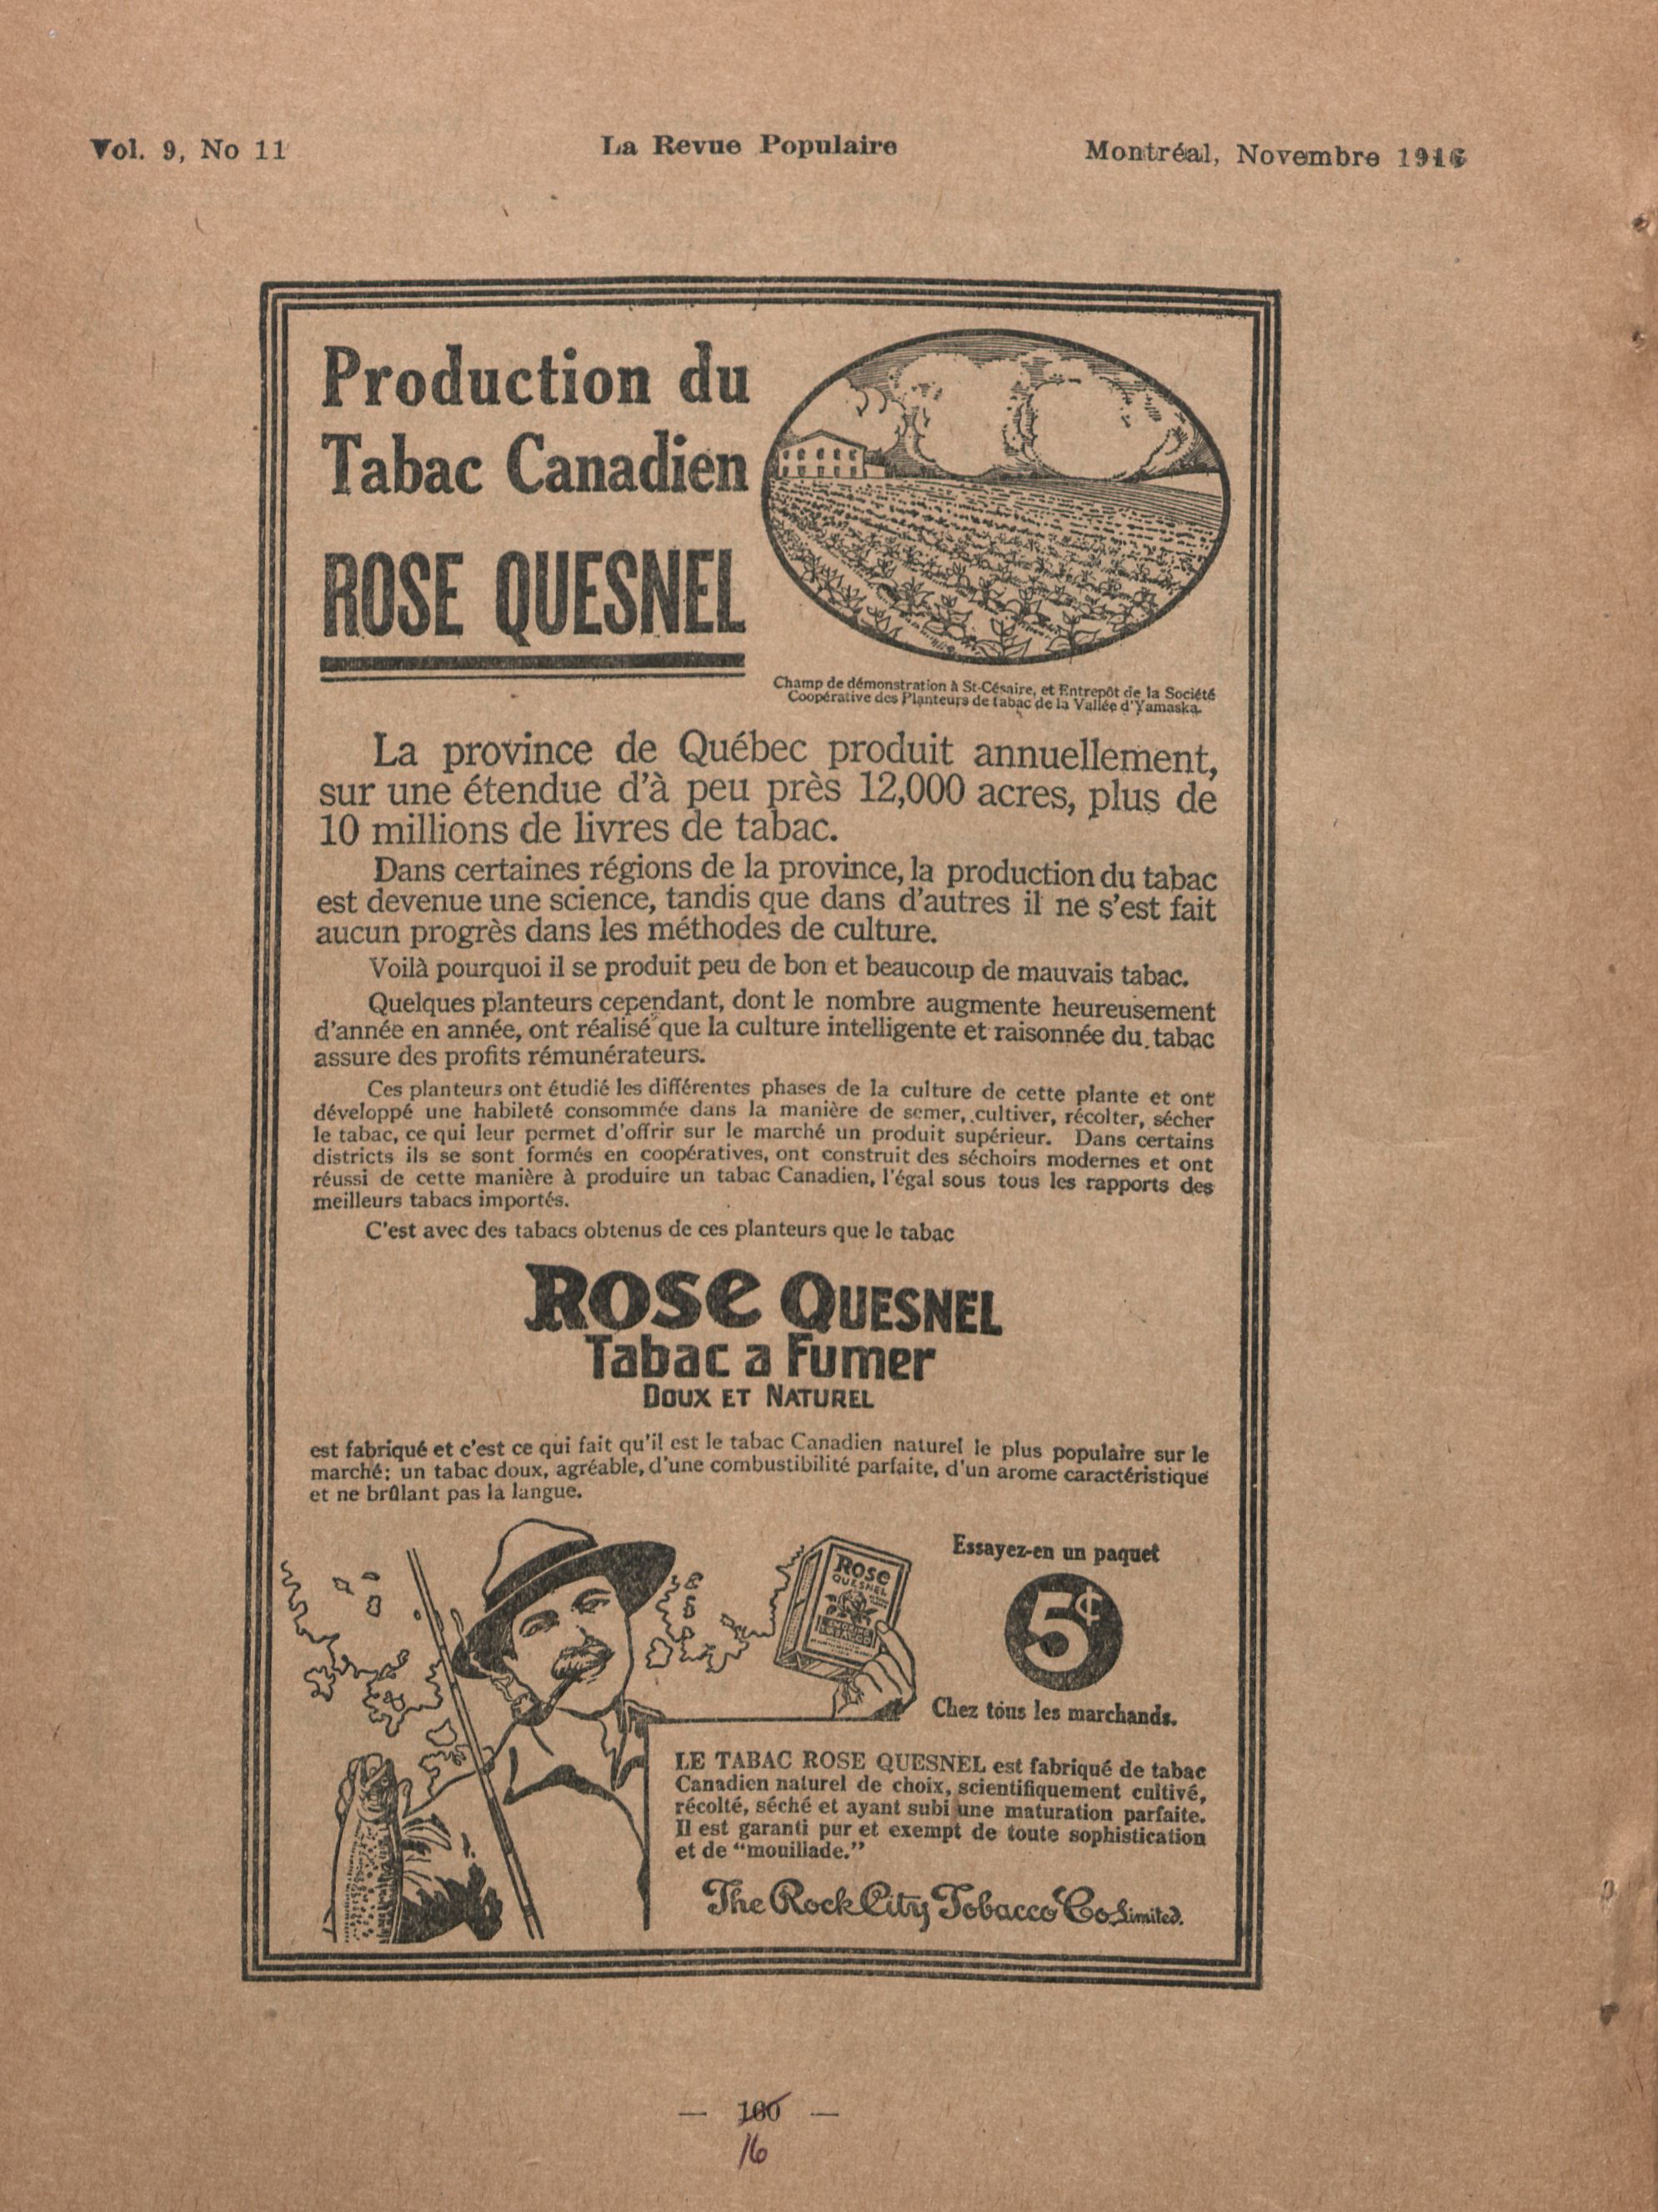 Vol. 9, No 11
La Revue Populaire
Montréal, Novembre 1916
Production du
Tabac Canadien
ROSE QUESNEL
Champ de démonstration à St-Césaire, et Entrepôt de la Société
Coopérative des Planteurs de tabac de la Vallée d'Yamaska.
La province de Québec produit annuellement,
sur une étendue d'à peu près 12,000 acres, plus de
10 millions de livres de tabac.
Dans certaines régions de la province, la production du tabac
est devenue une science, tandis que dans d'autres il ne s'est fait
aucun progrès dans les méthodes de culture.
Voilà pourquoi il se produit peu de bon et beaucoup de mauvais tabac.
Quelques planteurs cependant, dont le nombre augmente heureusement
d'année en année, ont réalisé que la culture intelligente et raisonnée du tabac
assure des profits rémunérateurs.
Ces planteurs ont étudié les différentes phases de la culture de cette plante et ont
développé une habileté consommée dans la manière de semer, cultiver, récolter, sécher
le tabac, ce qui leur permet d'offrir sur le marché un produit supérieur. Dans certains
districts ils se sont formés en coopératives, ont construit des séchoirs modernes et ont
réussi de cette manière à produire un tabac Canadien, l'égal sous tous les rapports des
meilleurs tabacs importés.
C'est avec des tabacs obtenus de ces planteurs que le tabac
ROSE QUESNEL
Tabac a Fumer
DOUX ET NATUREL
est fabriqué et c'est ce qui fait qu'il est le tabac Canadien naturel le plus populaire sur le
marché; un tabac doux, agréable, d'une combustibilité parfaite, d'un arome caractéristique
et ne brûlant pas la langue.
ROSE
QUESNEL
Essayez-en un paquet
5¢
Chez tous les marchands.
LE TABAC ROSE QUESNEL est fabriqué de tabac
Canadien naturel de choix, scientifiquement cultivé,
récolté, séché et ayant subi une maturation parfaite.
Il est garanti pur et exempt de toute sophistication
et de "mouillade."
The Rock City Tobacco Co Limited.
— 160 —
16